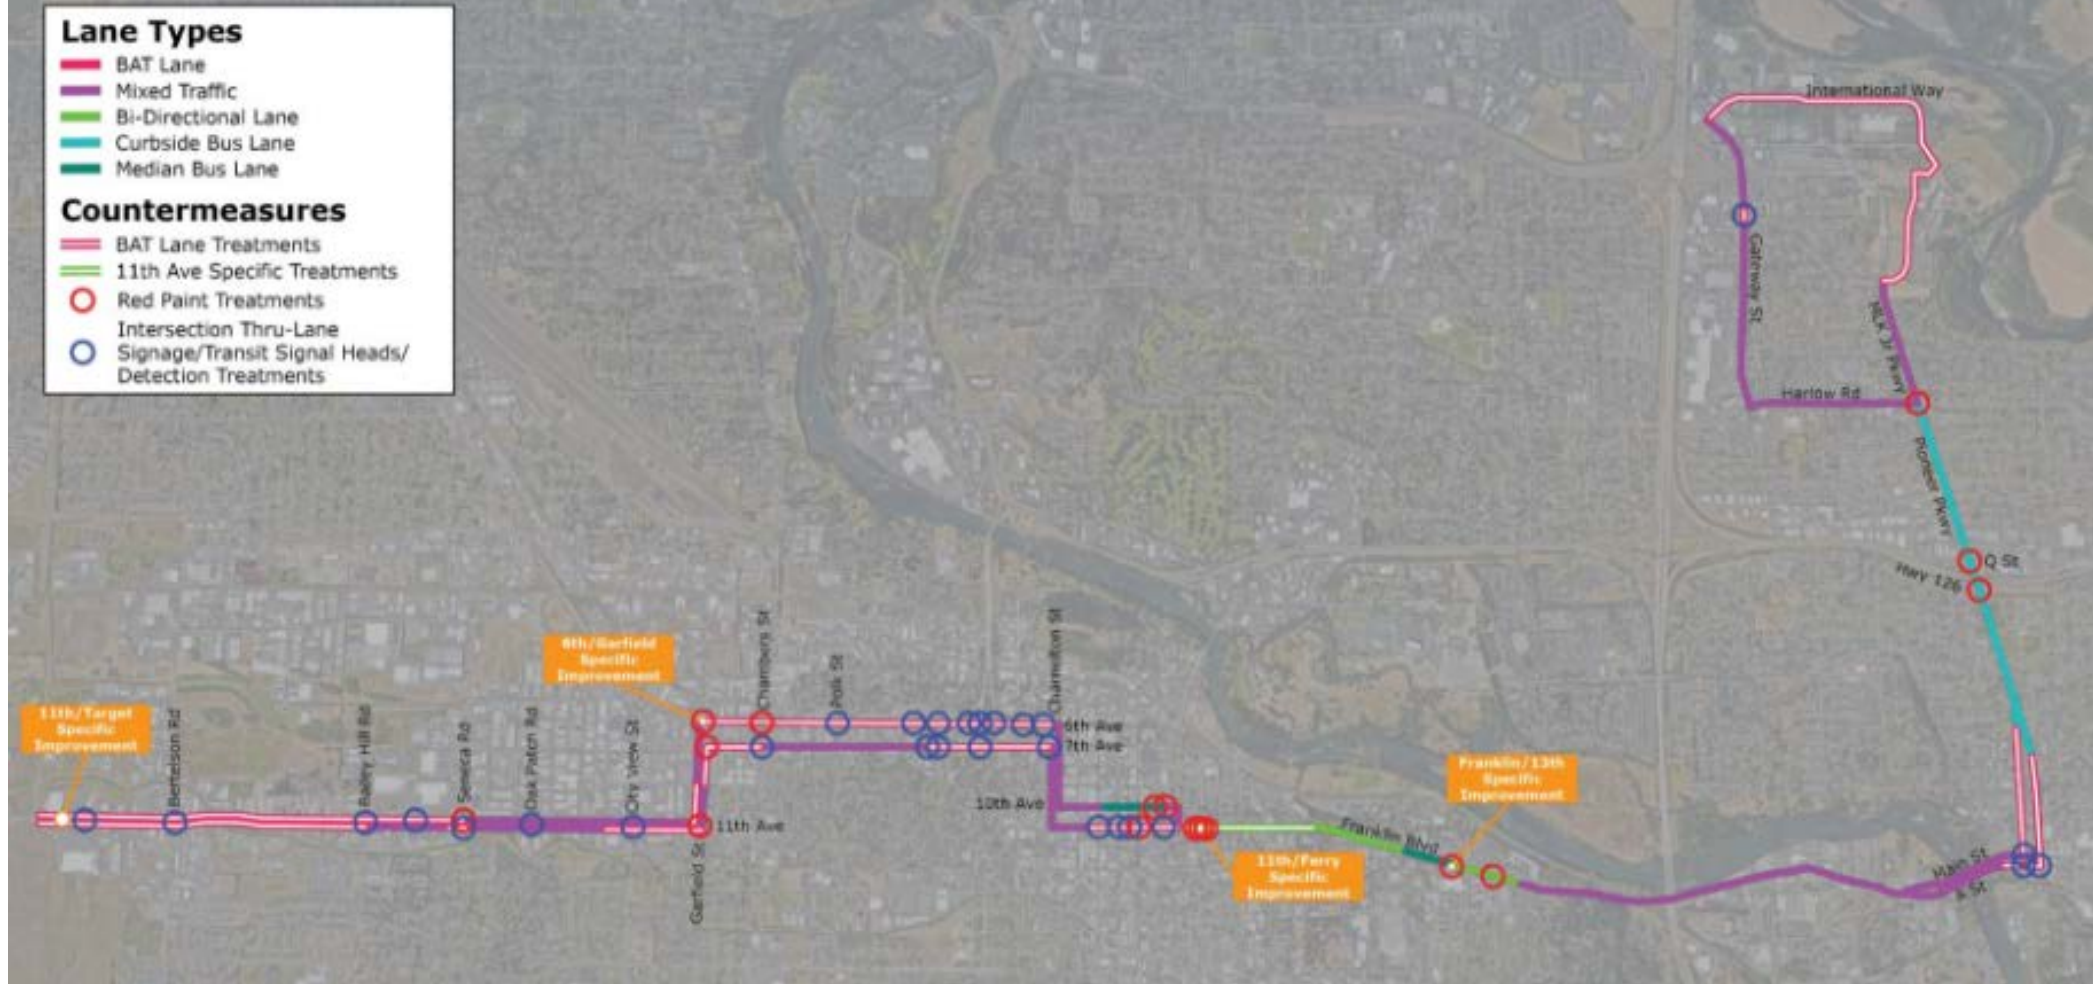 Lane Types
BAT Lane
Mixed Traffic
Bi-Directional Lane
Curbside Bus Lane
Median Bus Lane
Countermeasures
BAT Lane Treatments
11th Ave Specific Treatments
Red Paint Treatments
Intersection Thru-Lane
Signage/Transit Signal Heads/
Detection Treatments
International Way
Gateway St
MLK Jr Pkwy
Harlow Rd
Pioneer Pkwy
Q St
Hwy 126
6th/Garfield
Specific
Improvement
Chambers St
Polk St
Charnelton St
11th/Target
Specific
Improvement
Bertelson Rd
Bailey Hill Rd
Seneca Rd
Oak Patch Rd
City View St
6th Ave
7th Ave
10th Ave
11th Ave
Garfield St
Franklin/13th
Specific
Improvement
Franklin Blvd
11th/Ferry
Specific
Improvement
Main St
A St